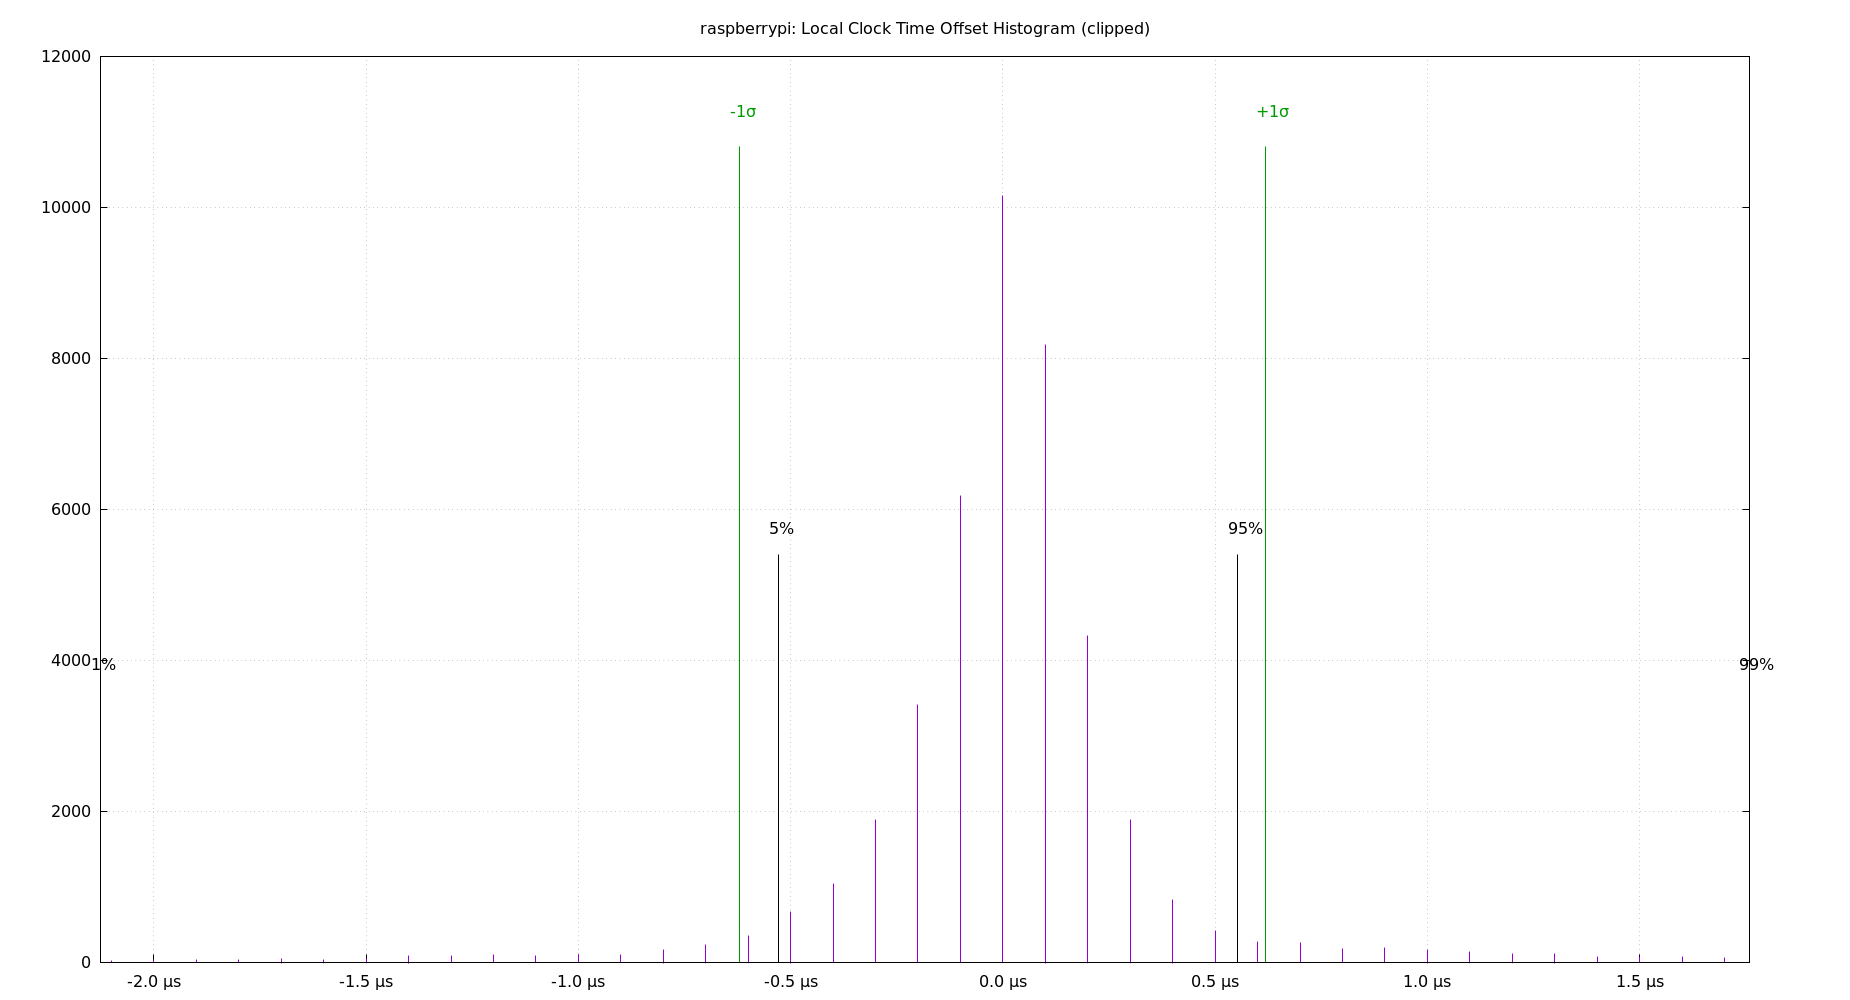 raspberrypi: Local Clock Time Offset Histogram (clipped)
12000
-1σ +1σ
10000
8000
6000
5% 95%
4000 1% 99%
2000
0
-2.0 µs -1.5 µs -1.0 µs -0.5 µs 0.0 µs 0.5 µs 1.0 µs 1.5 µs